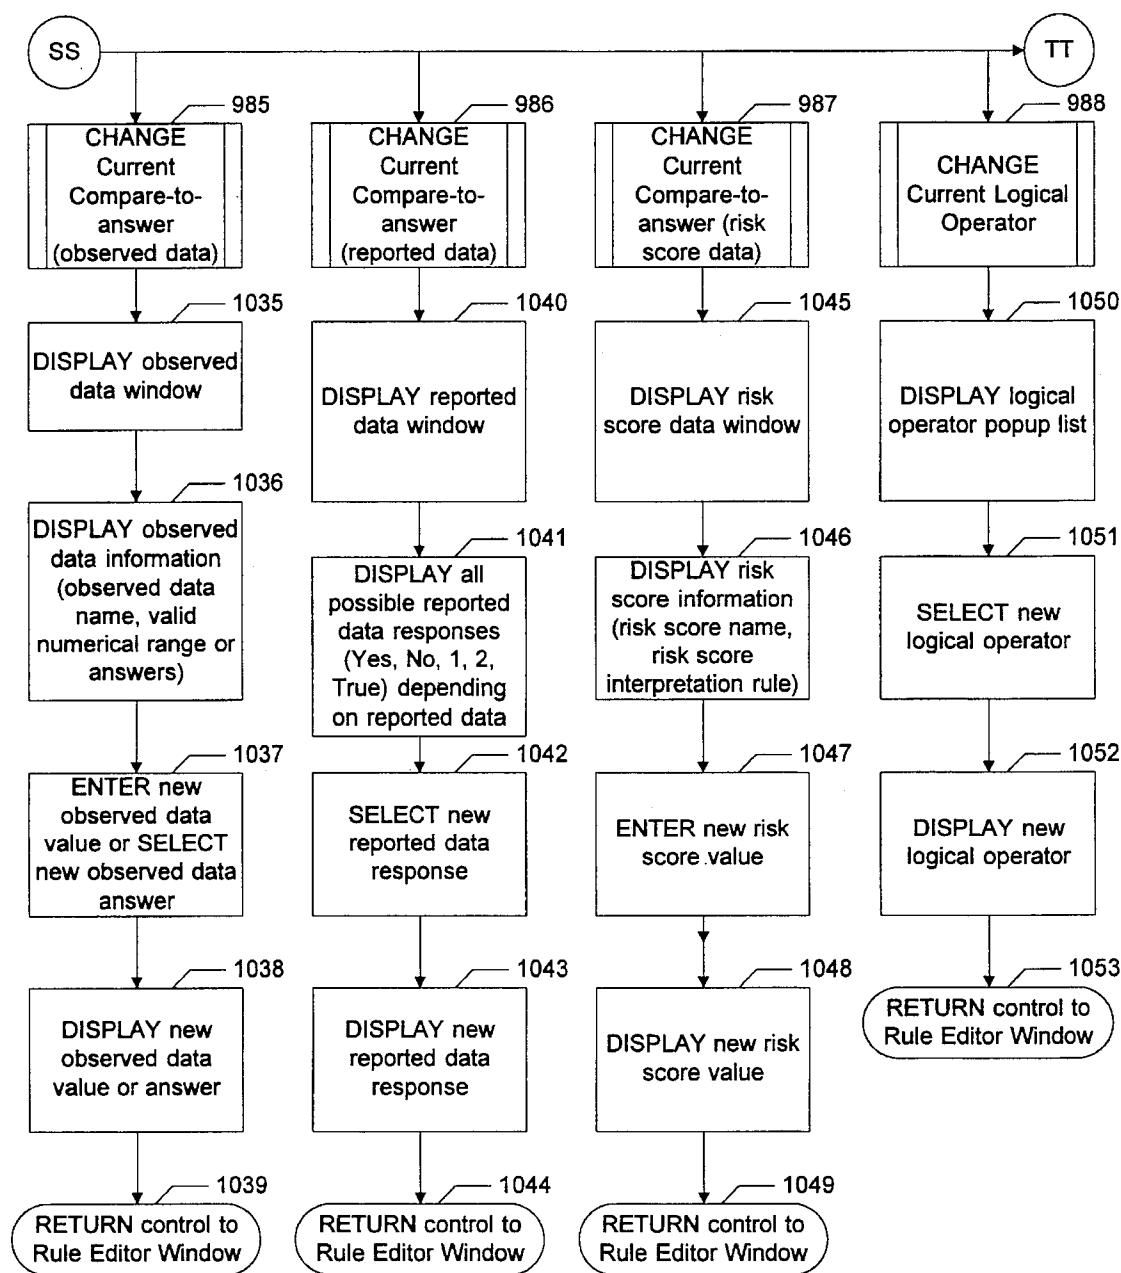 SS
TT
985
CHANGE
Current
Compare-to-
answer
(observed data)
1035
DISPLAY observed
data window
1036
DISPLAY observed
data information
(observed data
name, valid
numerical range or
answers)
1037
ENTER new
observed data
value or SELECT
new observed data
answer
1038
DISPLAY new
observed data
value or answer
1039
RETURN control to
Rule Editor Window
986
CHANGE
Current
Compare-to-
answer
(reported data)
1040
DISPLAY reported
data window
1041
DISPLAY all
possible reported
data responses
(Yes, No, 1, 2,
True) depending
on reported data
1042
SELECT new
reported data
response
1043
DISPLAY new
reported data
response
1044
RETURN control to
Rule Editor Window
987
CHANGE
Current
Compare-to-
answer (risk
score data)
1045
DISPLAY risk
score data window
1046
DISPLAY risk
score information
(risk score name,
risk score
interpretation rule)
1047
ENTER new risk
score value
1048
DISPLAY new risk
score value
1049
RETURN control to
Rule Editor Window
988
CHANGE
Current Logical
Operator
1050
DISPLAY logical
operator popup list
1051
SELECT new
logical operator
1052
DISPLAY new
logical operator
1053
RETURN control to
Rule Editor Window